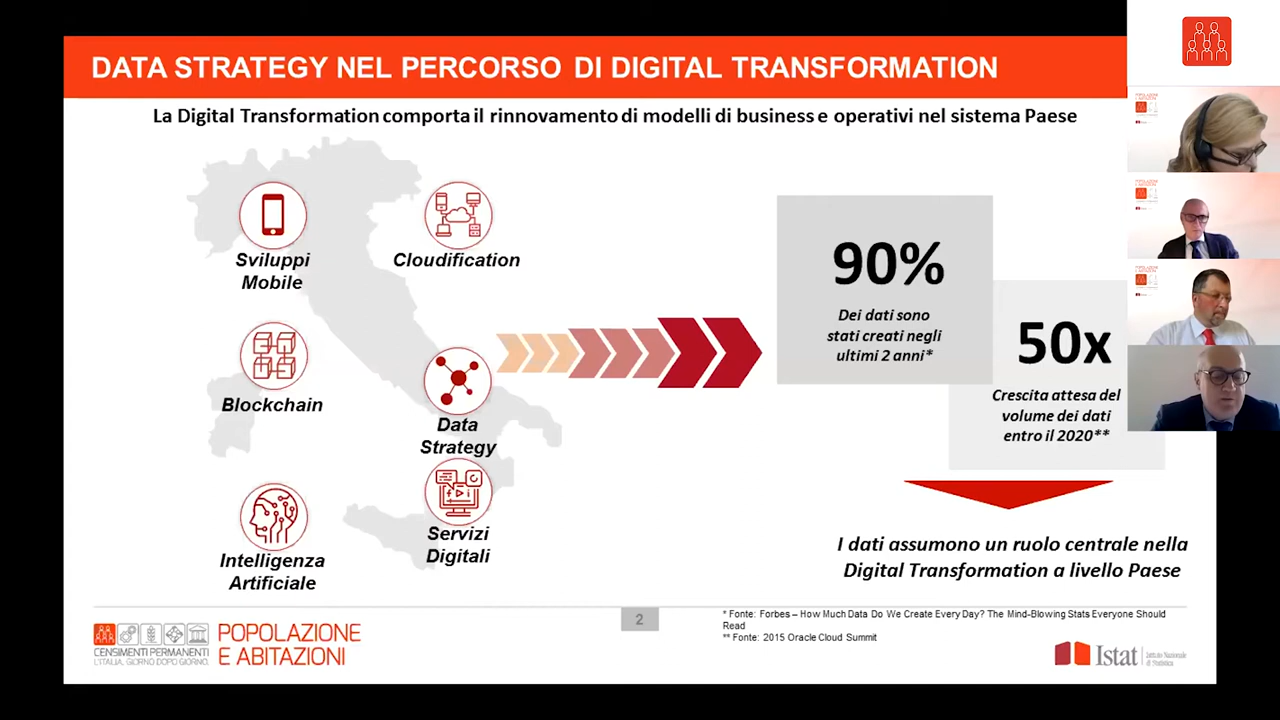 DATA STRATEGY NEL PERCORSO DI DIGITAL TRANSFORMATION
La Digital Transformation comporta il rinnovamento di modelli di business e operativi nel sistema Paese
Sviluppi
Mobile
Cloudification
Blockchain
Data
Strategy
Intelligenza
Artificiale
Servizi
Digitali
90%
Dei dati sono
stati creati negli
ultimi 2 anni*
50x
Crescita attesa del
volume dei dati
entro il 2020**
I dati assumono un ruolo centrale nella
Digital Transformation a livello Paese
* Fonte: Forbes – How Much Data Do We Create Every Day? The Mind-Blowing Stats Everyone Should
Read
** Fonte: 2015 Oracle Cloud Summit
2
CENSIMENTI PERMANENTI
L'ITALIA, GIORNO DOPO GIORNO.
POPOLAZIONE
E ABITAZIONI
Istat
Istituto Nazionale
di Statistica